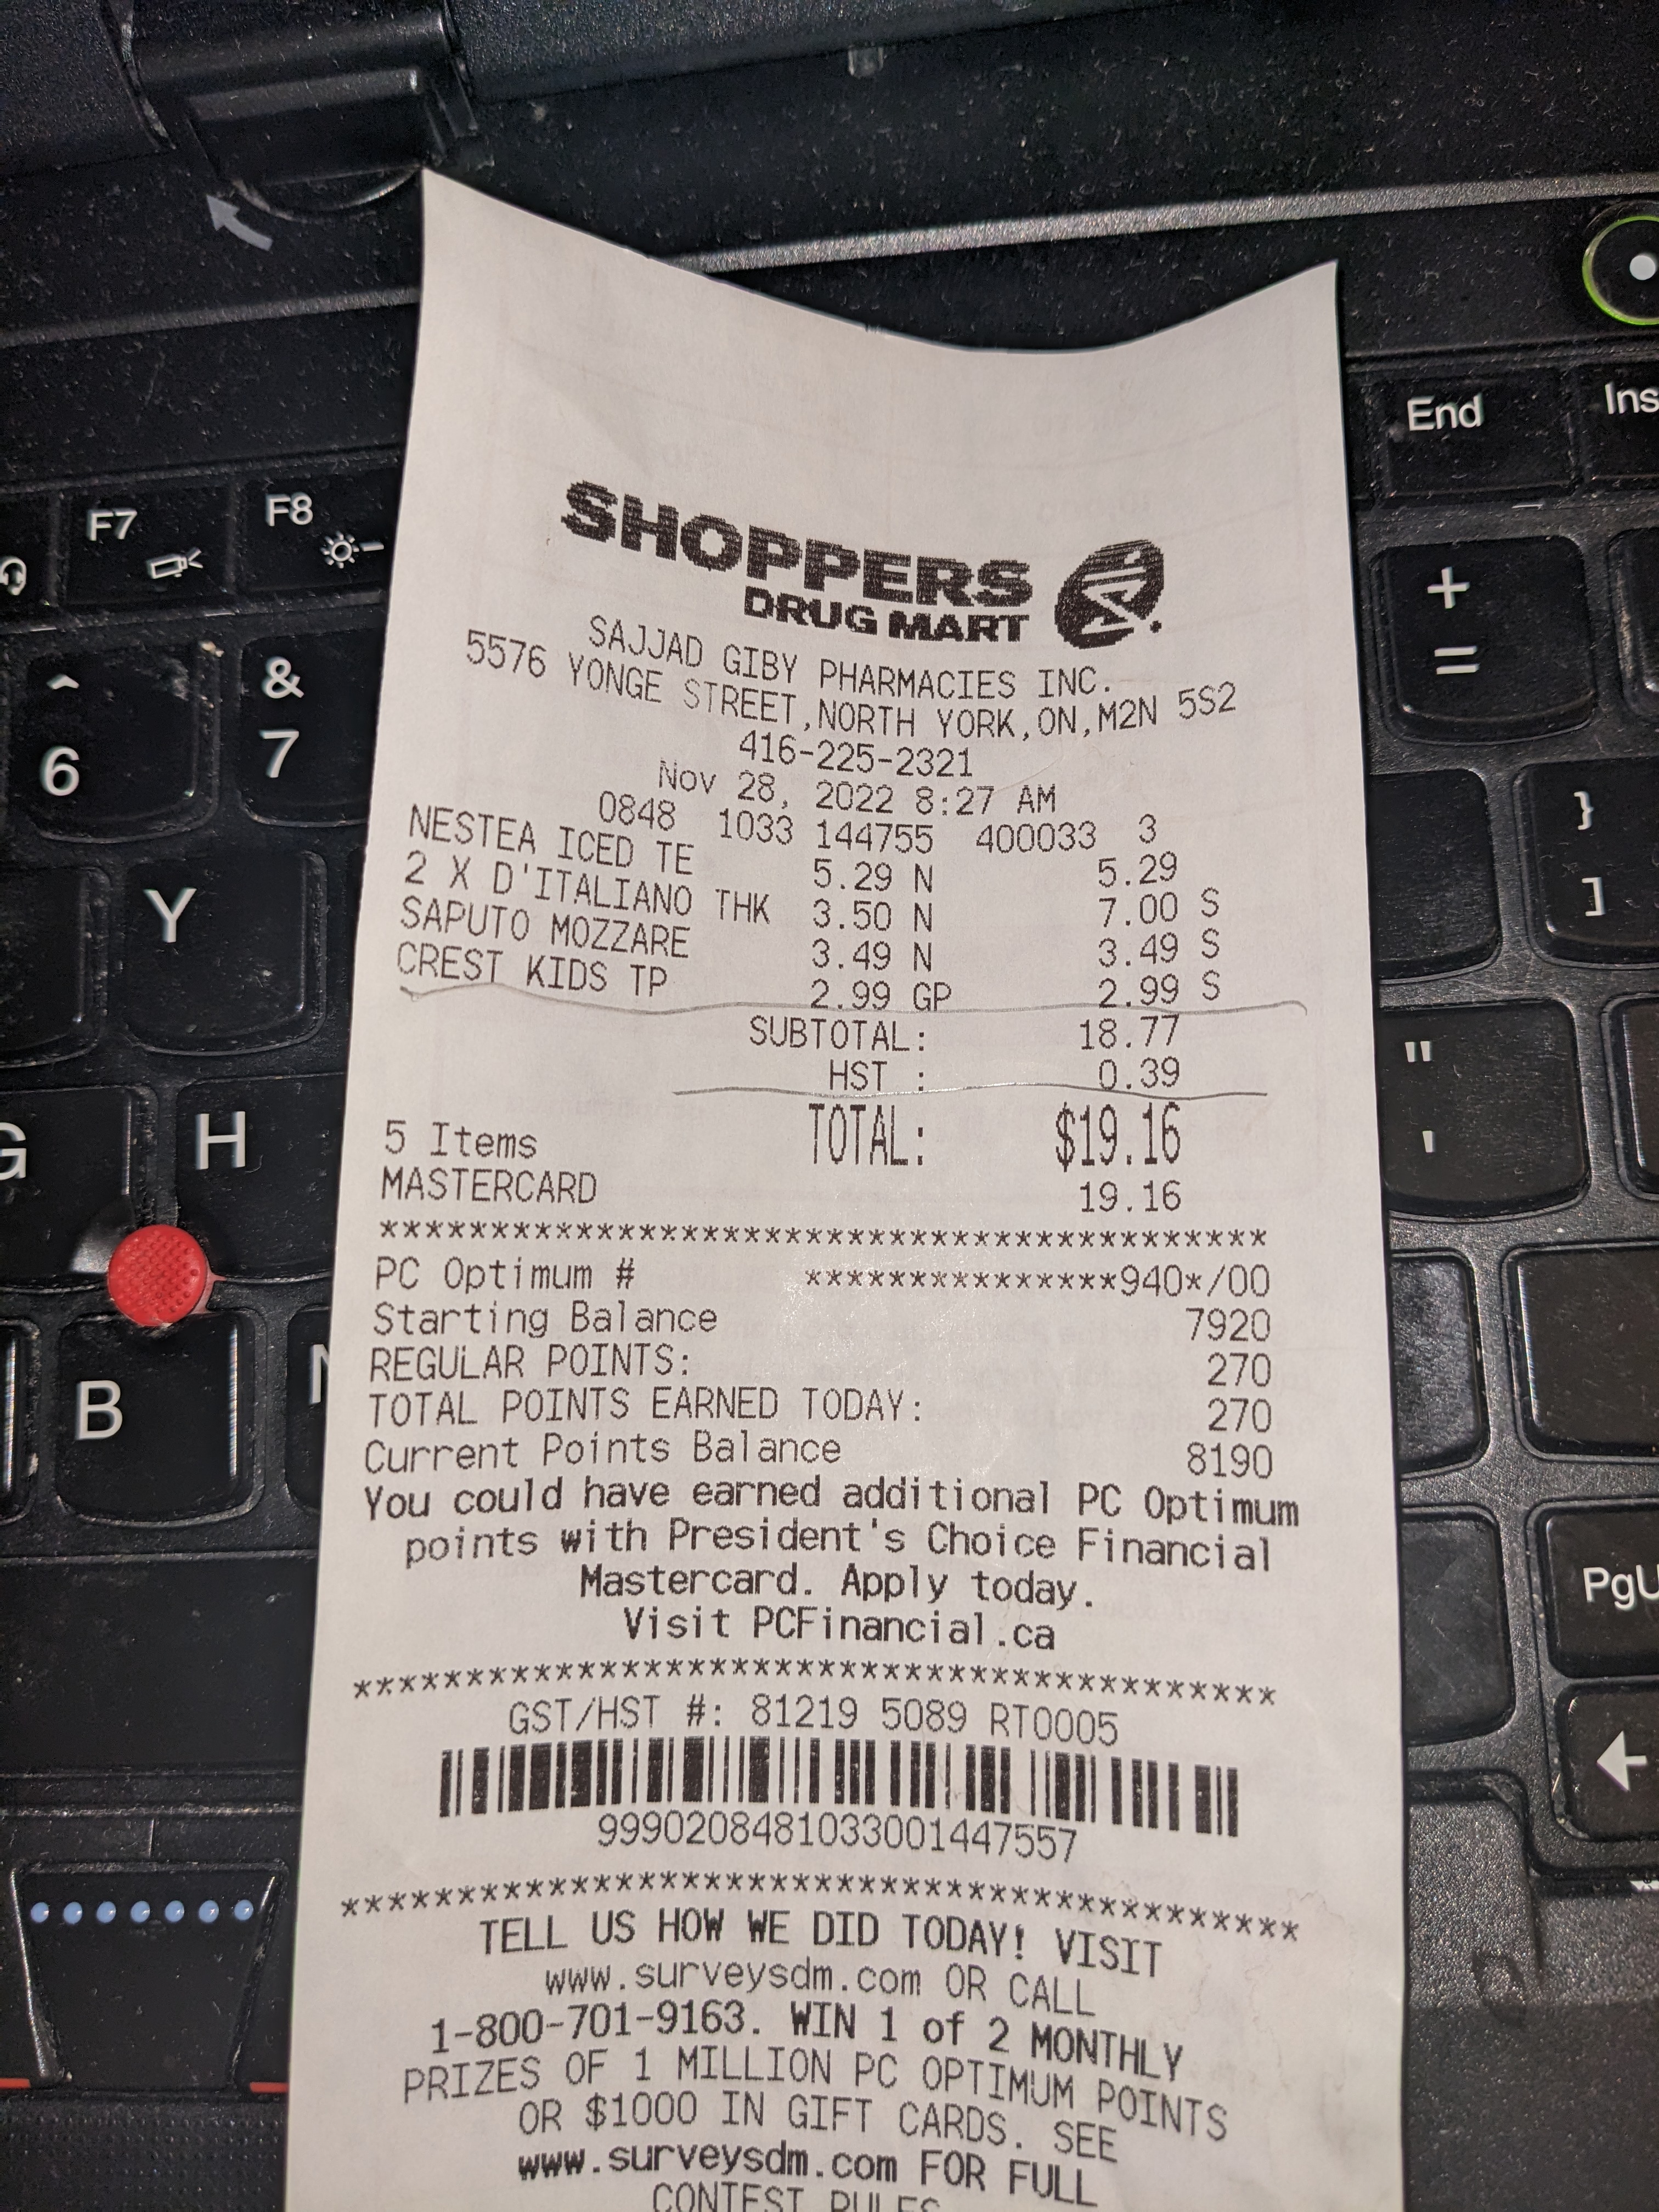 SHOPPERS
DRUG MART
SAJJAD GIBY PHARMACIES INC.
5576 YONGE STREET,NORTH YORK,ON,M2N 5S2
416-225-2321
Nov 28, 2022 8:27 AM
0848 1033 144755 400033 3
NESTEA ICED TE 5.29 N 5.29
2 X D'ITALIANO THK 3.50 N 7.00 S
SAPUTO MOZZARE 3.49 N 3.49 S
CREST KIDS TP 2.99 GP 2.99 S
SUBTOTAL: 18.77
HST : 0.39
5 Items TOTAL: $19.16
MASTERCARD 19.16
****************************************
PC Optimum # ***************940*/00
Starting Balance 7920
REGULAR POINTS: 270
TOTAL POINTS EARNED TODAY: 270
Current Points Balance 8190
You could have earned additional PC Optimum
points with President's Choice Financial
Mastercard. Apply today.
Visit PCFinancial.ca
****************************************
GST/HST #: 81219 5089 RT0005
9990208481033001447557
****************************************
TELL US HOW WE DID TODAY! VISIT
www.surveysdm.com OR CALL
1-800-701-9163. WIN 1 of 2 MONTHLY
PRIZES OF 1 MILLION PC OPTIMUM POINTS
OR $1000 IN GIFT CARDS. SEE
www.surveysdm.com FOR FULL
CONTEST RULES
F7
F8
^
6
&
7
Y
G
H
B
N
End
Ins
+
=
}
]
"
'
PgU